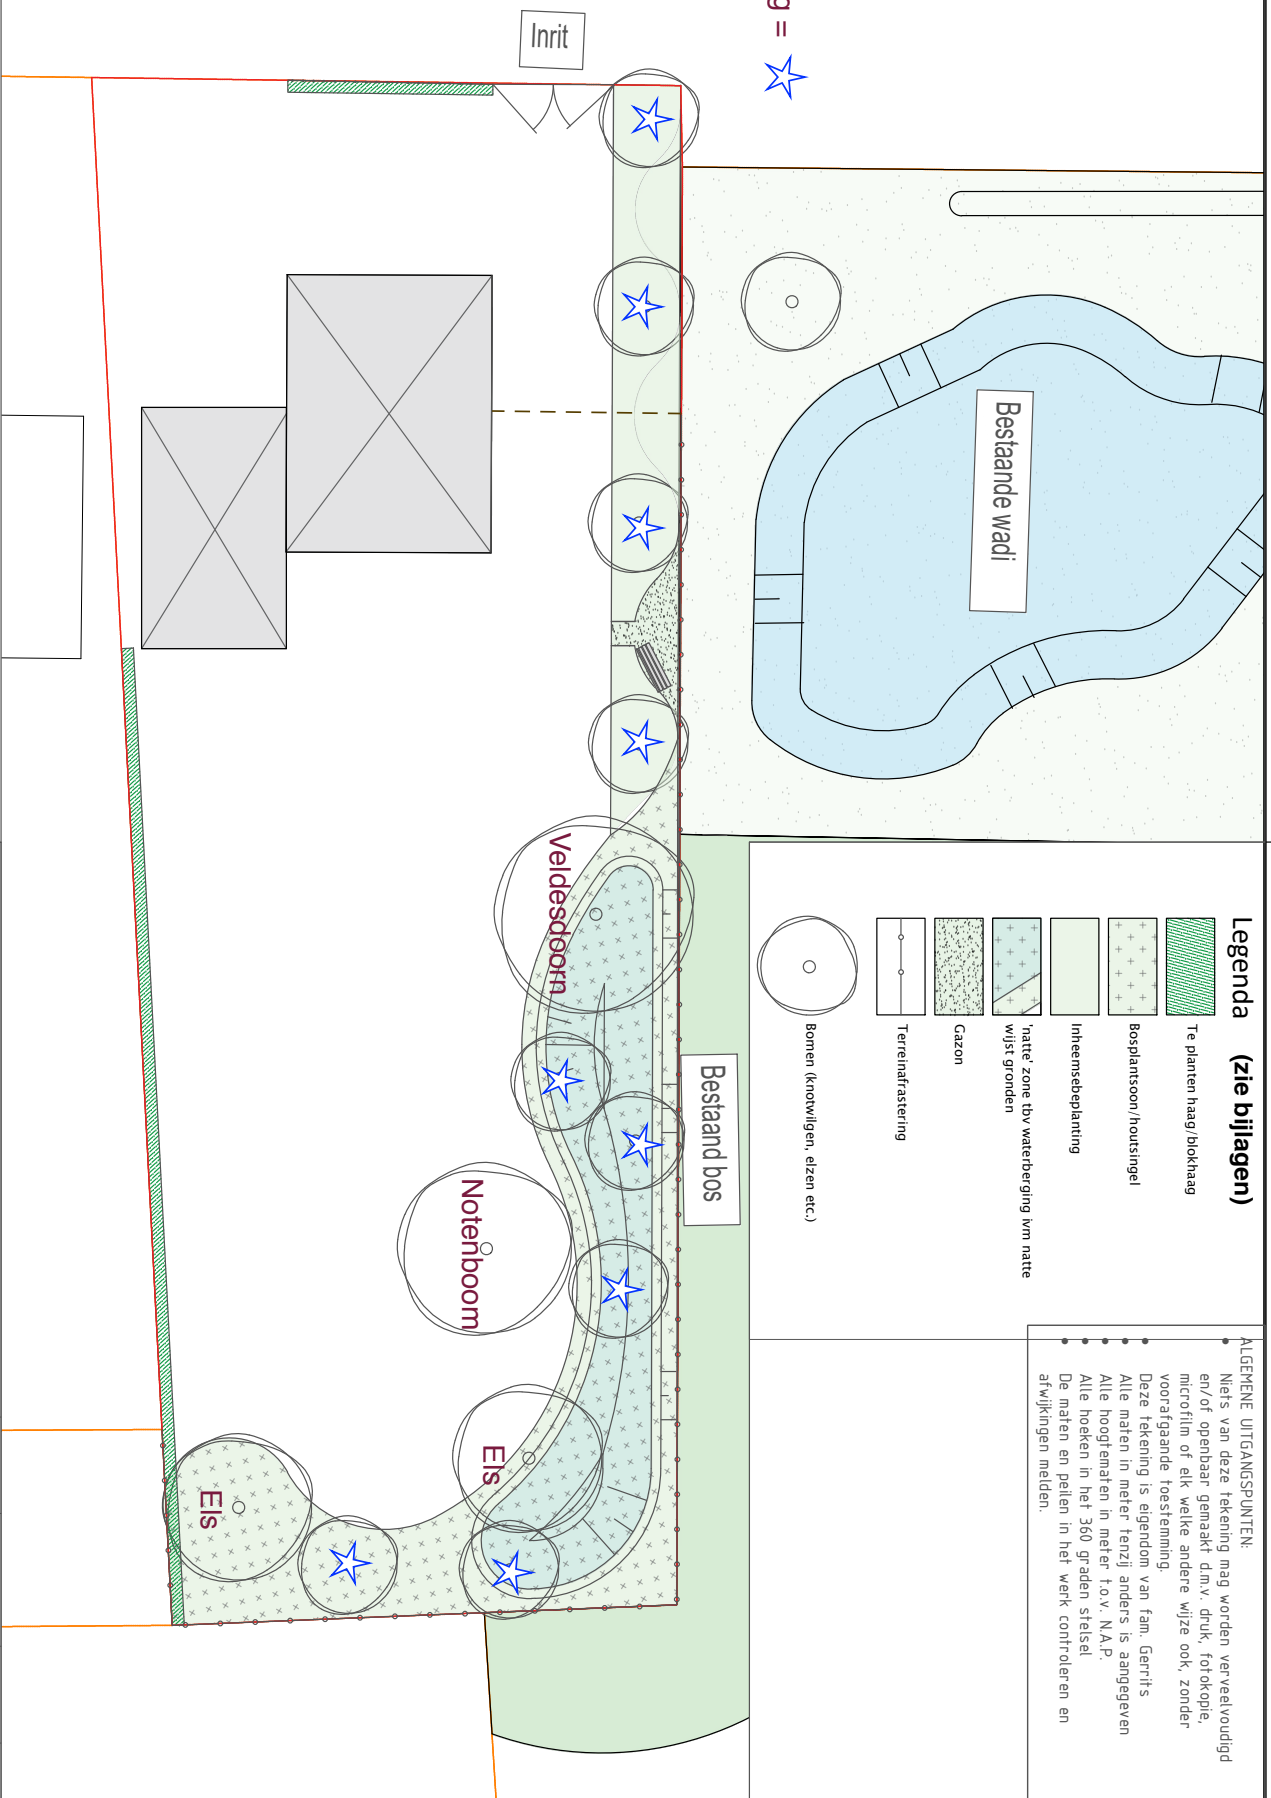 g =
Inrit
Bestaande wadi
Veldesdoorn
Bestaand bos
Notenboom
Els
Els
Legenda (zie bijlagen)
Te planten haag/blokhaag
Bosplantsoon/houtsingel
Inheemsebeplanting
'natte' zone tbv waterberging ivm natte
wijst gronden
Gazon
Terreinafrastering
Bomen (knotwilgen, elzen etc.)
ALGEMENE UITGANGSPUNTEN:
• Niets van deze tekening mag worden verveelvoudigd
en/of openbaar gemaakt d.m.v. druk, fotokopie,
microfilm of elk welke andere wijze ook, zonder
voorafgaande toestemming.
• Deze tekening is eigendom van fam. Gerrits
• Alle maten in meter tenzij anders is aangegeven
• Alle hoogtematen in meter t.o.v. N.A.P.
• Alle hoeken in het 360 graden stelsel
• De maten en peilen in het werk controleren en
afwijkingen melden.